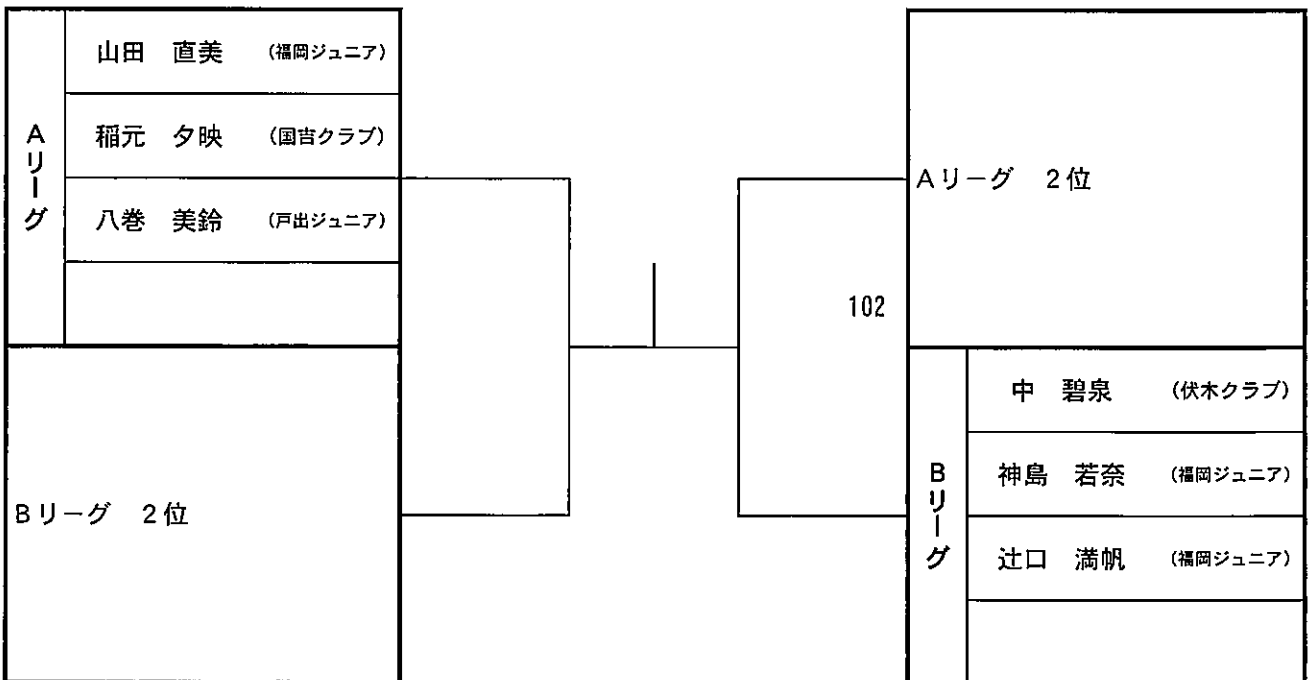 Aリーグ
山田 直美 (福岡ジュニア)
稲元 夕映 (国吉クラブ)
八巻 美鈴 (戸出ジュニア)
Bリーグ 2位
102
Aリーグ 2位
Bリーグ
中 碧泉 (伏木クラブ)
神島 若奈 (福岡ジュニア)
辻口 満帆 (福岡ジュニア)